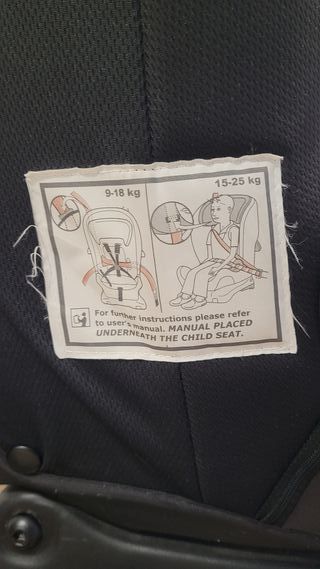 9-18 kg
15-25 kg
For further instructions please refer
to user's manual. MANUAL PLACED
UNDERNEATH THE CHILD SEAT.